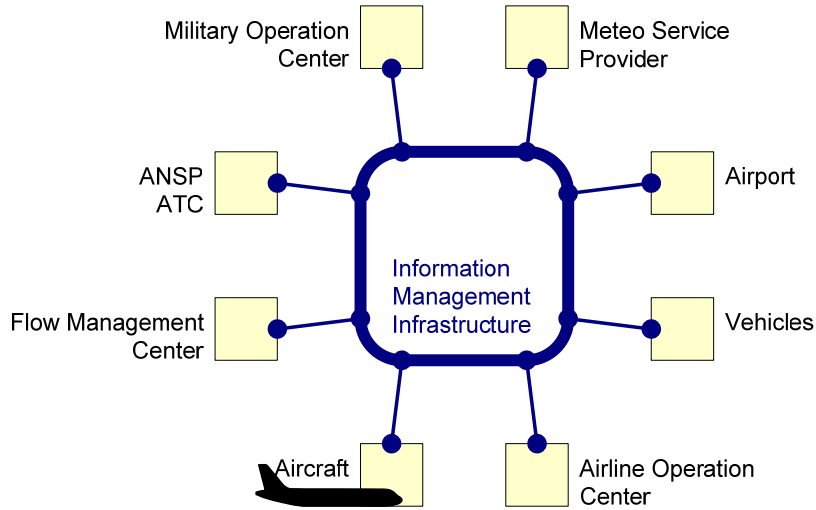 Military Operation
Center
Meteo Service
Provider
ANSP
ATC
Airport
Information
Management
Infrastructure
Flow Management
Center
Vehicles
Aircraft
Airline Operation
Center